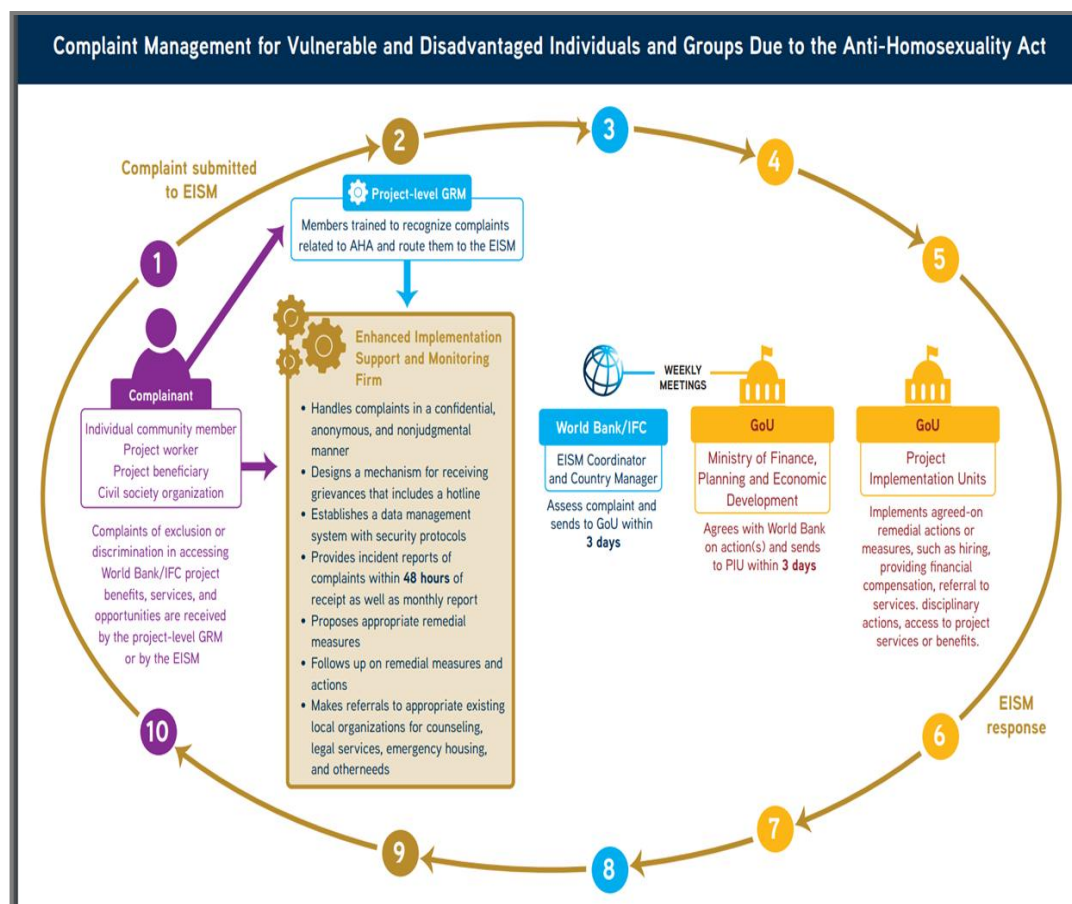 Complaint Management for Vulnerable and Disadvantaged Individuals and Groups Due to the Anti-Homosexuality Act
Complaint submitted
to EISM
1
2
3
4
5
Project-level GRM
Members trained to recognize complaints
related to AHA and route them to the EISM
Complainant
Individual community member
Project worker
Project beneficiary
Civil society organization
Complaints of exclusion or
discrimination in accessing
World Bank/IFC project
benefits, services, and
opportunities are received
by the project-level GRM
or by the EISM
Enhanced Implementation
Support and Monitoring
Firm
• Handles complaints in a confidential,
anonymous, and nonjudgmental
manner
• Designs a mechanism for receiving
grievances that includes a hotline
• Establishes a data management
system with security protocols
• Provides incident reports of
complaints within 48 hours of
receipt as well as monthly report
• Proposes appropriate remedial
measures
• Follows up on remedial measures and
actions
• Makes referrals to appropriate existing
local organizations for counseling,
legal services, emergency housing,
and otherneeds
WEEKLY
MEETINGS
World Bank/IFC
EISM Coordinator
and Country Manager
Assess complaint and
sends to GoU within
3 days
GoU
Ministry of Finance,
Planning and Economic
Development
Agrees with World Bank
on action(s) and sends
to PIU within 3 days
GoU
Project
Implementation Units
Implements agreed-on
remedial actions or
measures, such as hiring,
providing financial
compensation, referral to
services. disciplinary
actions, access to project
services or benefits.
EISM
response
6
7
8
9
10